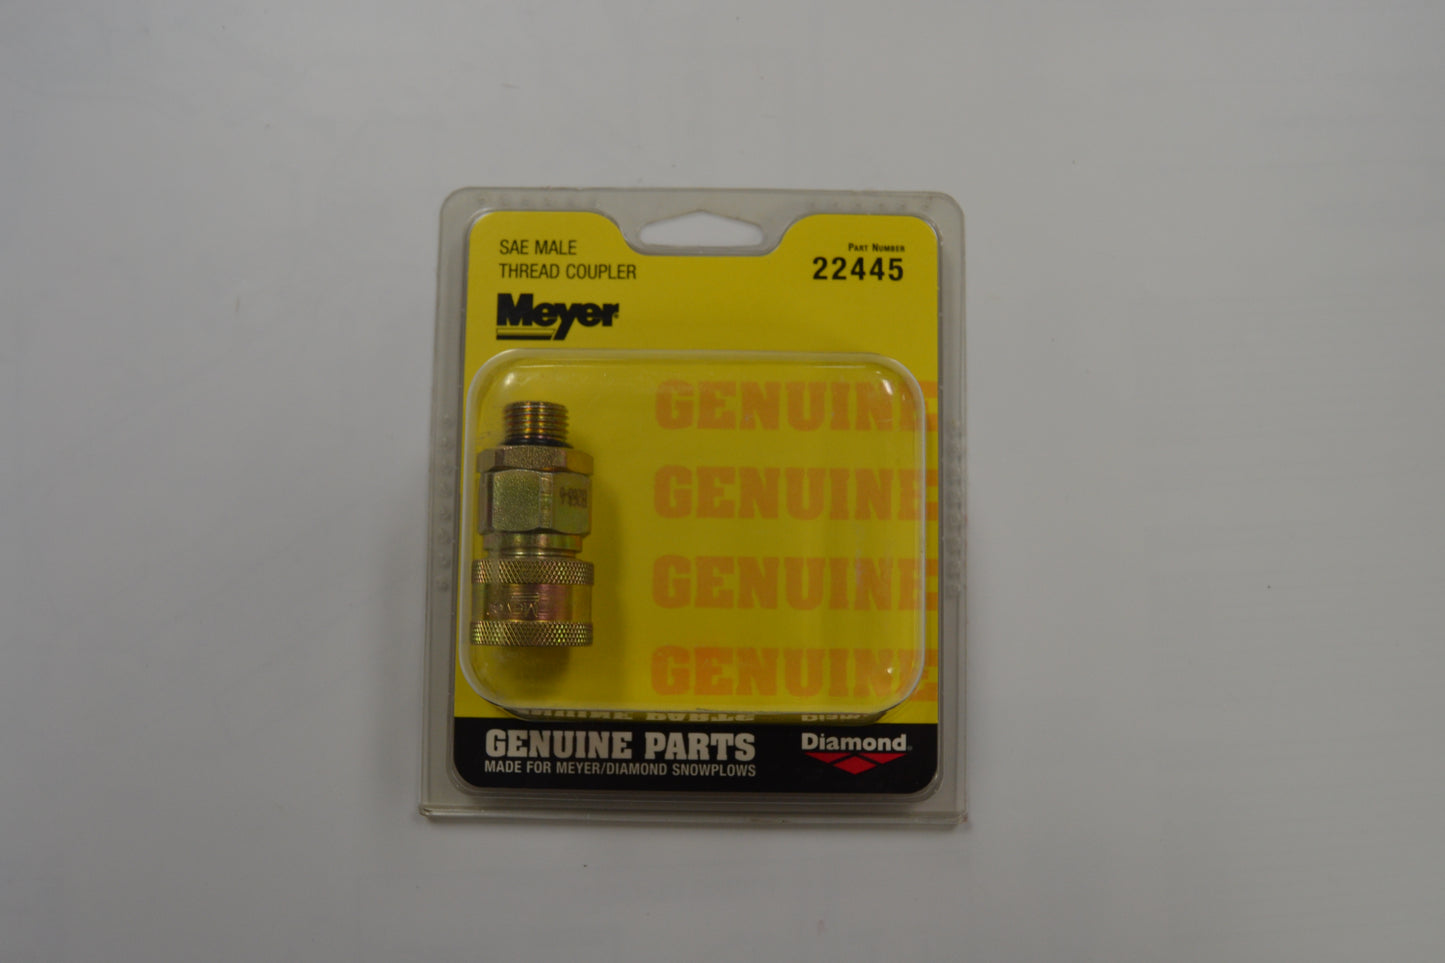 SAE MALE
THREAD COUPLER
PART NUMBER
22445
Meyer
GENUINE
GENUINE
GENUINE
GENUINE
GENUINE PARTS
MADE FOR MEYER/DIAMOND SNOWPLOWS
Diamond